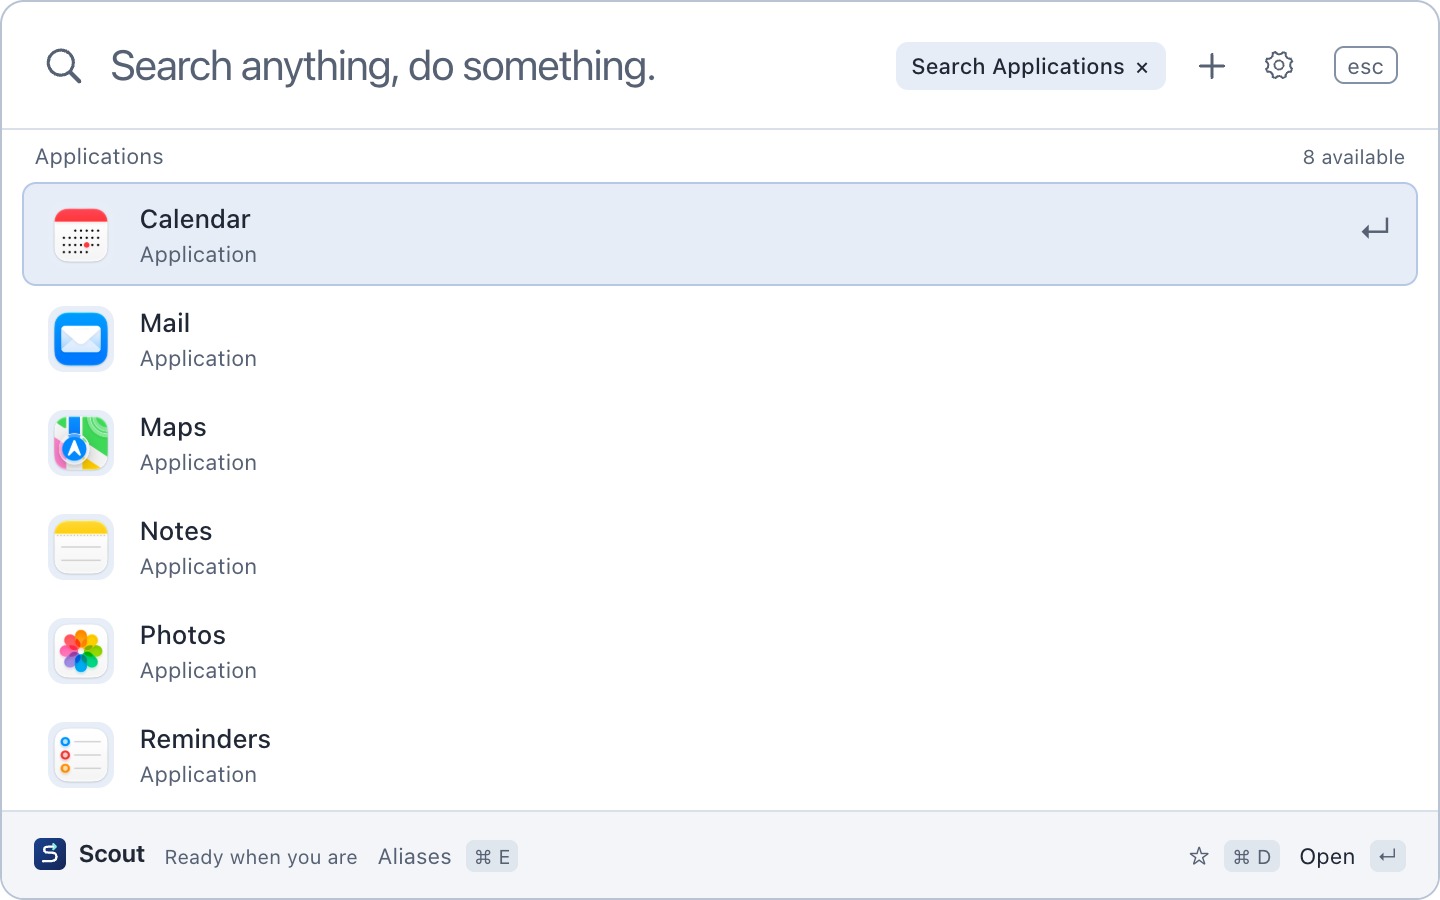 Search anything, do something.
Search Applications ×
esc
Applications
8 available
Calendar
Application
Mail
Application
Maps
Application
Notes
Application
Photos
Application
Reminders
Application
Scout Ready when you are Aliases ⌘ E
⌘ D Open